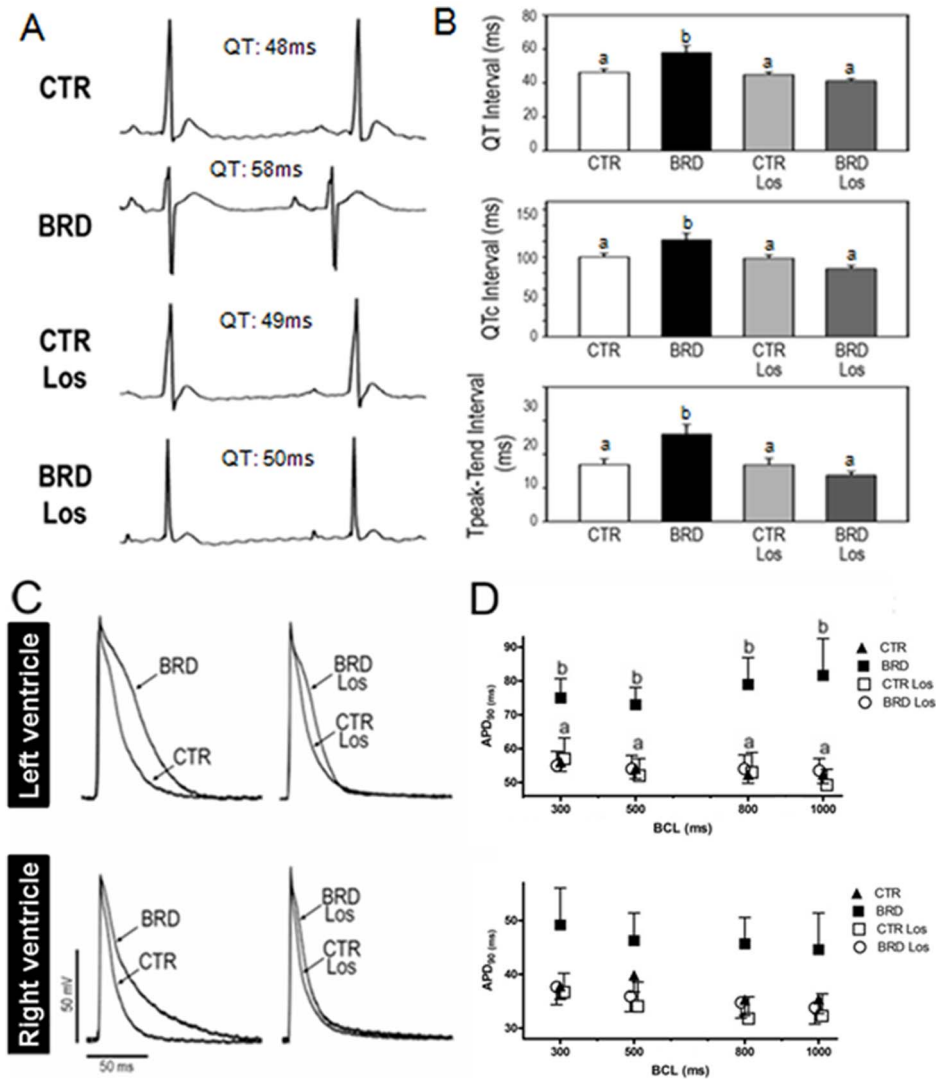 A
CTR
QT: 48ms
BRD
QT: 58ms
CTR
Los
QT: 49ms
BRD
Los
QT: 50ms
B
QT Interval (ms)
80
60
40
20
0
a
b
a
a
CTR
BRD
CTR
Los
BRD
Los
QTc Interval (ms)
150
100
50
0
a
b
a
a
CTR
BRD
CTR
Los
BRD
Los
Tpeak-Tend Interval
(ms)
30
20
10
0
a
b
a
a
CTR
BRD
CTR
Los
BRD
Los
C
Left ventricle
BRD
CTR
BRD
Los
CTR
Los
Right ventricle
BRD
CTR
BRD
Los
CTR
Los
50 mV
50 ms
D
APD90 (ms)
90
80
70
60
50
b
b
b
b
a
a
a
a
300
500
800
1000
BCL (ms)
CTR
BRD
CTR Los
BRD Los
APD90 (ms)
50
40
30
300
500
800
1000
BCL (ms)
CTR
BRD
CTR Los
BRD Los